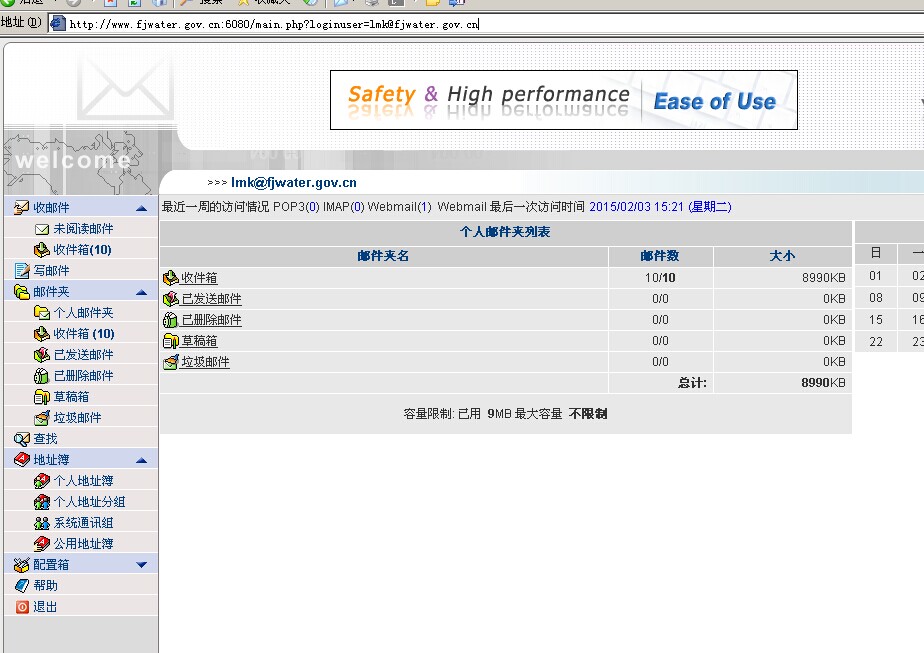 搜索 收藏夹
地址(D) http://www.fjwater.gov.cn:6080/main.php?loginuser=lmk@fjwater.gov.cn
Safety & High performance Ease of Use
welcome
>>> lmk@fjwater.gov.cn
最近一周的访问情况 POP3(0) IMAP(0) Webmail(1) Webmail 最后一次访问时间 2015/02/03 15:21 (星期二)
收邮件
未阅读邮件
收件箱(10)
写邮件
邮件夹
个人邮件夹
收件箱 (10)
已发送邮件
已删除邮件
草稿箱
垃圾邮件
查找
地址簿
个人地址簿
个人地址分组
系统通讯组
公用地址簿
配置箱
帮助
退出
个人邮件夹列表
邮件夹名 邮件数 大小
收件箱 10/10 8990KB
已发送邮件 0/0 0KB
已删除邮件 0/0 0KB
草稿箱 0/0 0KB
垃圾邮件 0/0 0KB
总计: 8990KB
容量限制: 已用 9MB 最大容量 不限制
日 一
01 02
08 09
15 16
22 23